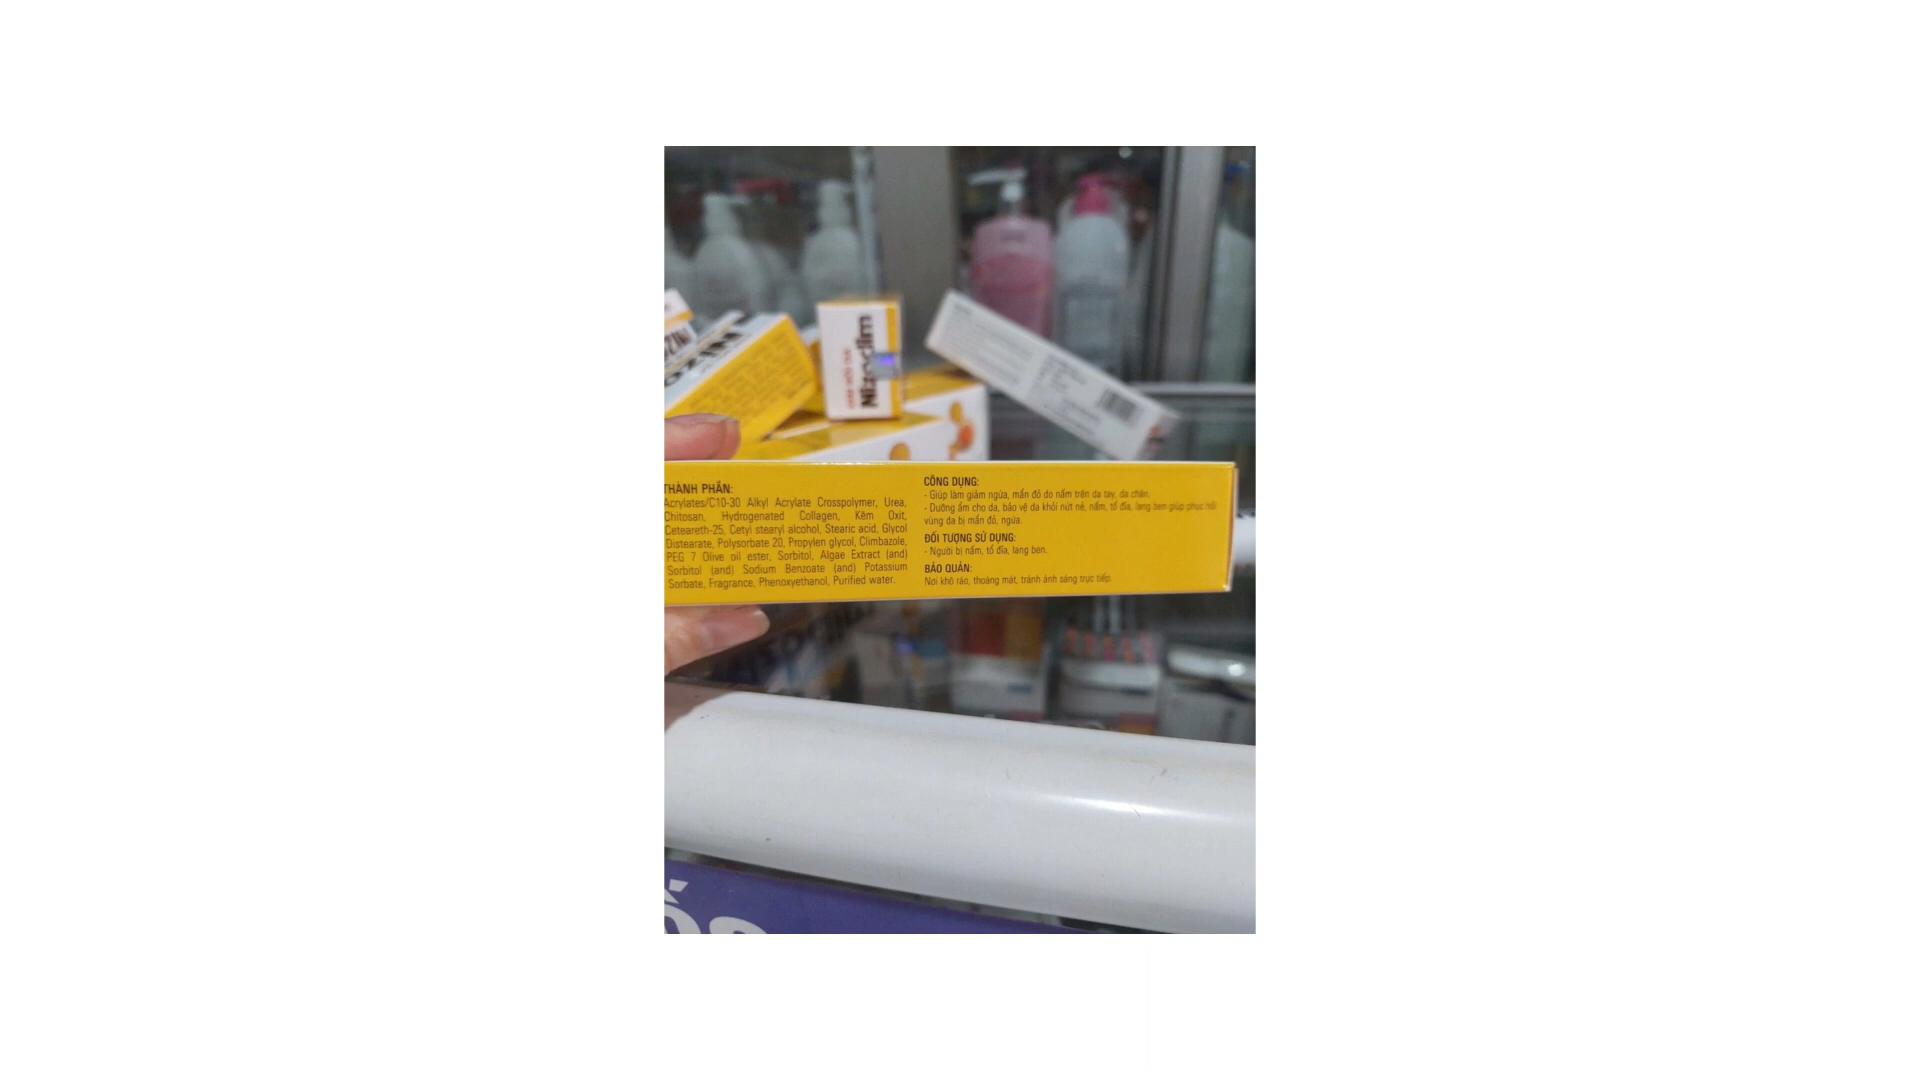 Nizodim
THÀNH PHẦN:
Acrylates/C10-30 Alkyl Acrylate Crosspolymer, Urea,
Chitosan, Hydrogenated Collagen, Kẽm Oxit,
Ceteareth-25, Cetyl stearyl alcohol, Stearic acid, Glycol
Distearate, Polysorbate 20, Propylen glycol, Climbazole,
PEG 7 Olive oil ester, Sorbitol, Algae Extract (and)
Sorbitol (and) Sodium Benzoate (and) Potassium
Sorbate, Fragrance, Phenoxyethanol, Purified water.
CÔNG DỤNG:
- Giúp làm giảm ngứa, mẩn đỏ do nấm trên da tay, da chân.
- Dưỡng ẩm cho da, bảo vệ da khỏi nứt nẻ, nấm, tổ đỉa, lang ben giúp phục hồi
vùng da bị mẩn đỏ, ngứa.
ĐỐI TƯỢNG SỬ DỤNG:
- Người bị nấm, tổ đỉa, lang ben.
BẢO QUẢN:
Nơi khô ráo, thoáng mát, tránh ánh sáng trực tiếp.